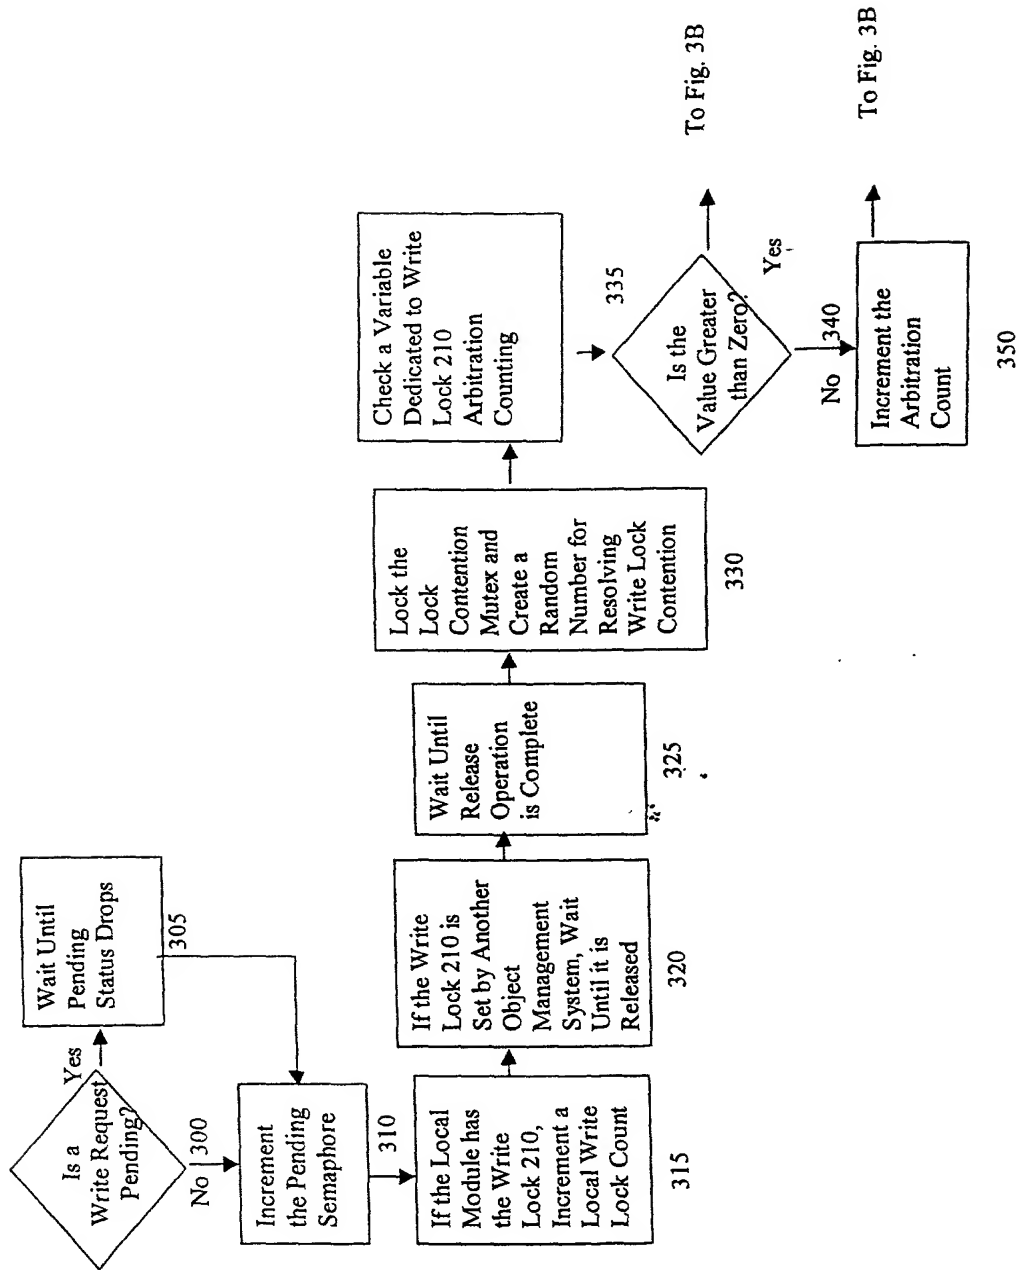 Is a
Write Request
Pending?
Yes
Wait Until
Pending
Status Drops
305
No
300
Increment
the Pending
Semaphore
310
If the Local
Module has
the Write
Lock 210,
Increment a
Local Write
Lock Count
315
If the Write
Lock 210 is
Set by Another
Object
Management
System, Wait
Until it is
Released
320
Wait Until
Release
Operation
is Complete
325
Lock the
Lock
Contention
Mutex and
Create a
Random
Number for
Resolving
Write Lock
Contention
330
Check a Variable
Dedicated to Write
Lock 210
Arbitration
Counting
335
Is the
Value Greater
than Zero?
Yes
To Fig. 3B
No
340
Increment the
Arbitration
Count
350
To Fig. 3B